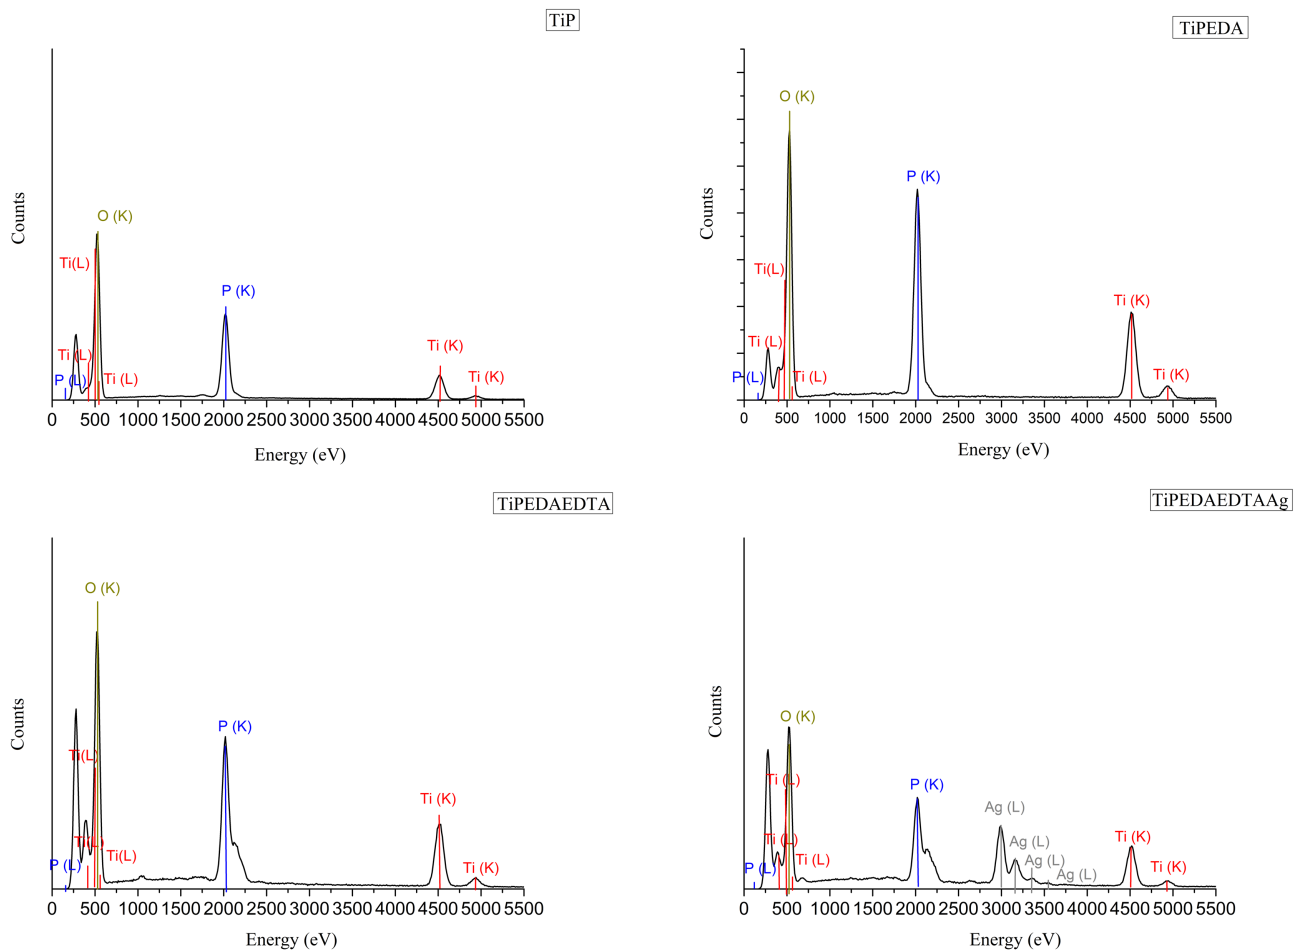 TiP
Counts
O (K)
Ti(L)
P (K)
Ti (L)
P (L)
Ti (L)
Ti (K)
Ti (K)
0 500 1000 1500 2000 2500 3000 3500 4000 4500 5000 5500
Energy (eV)
TiPEDA
Counts
O (K)
P (K)
Ti(L)
Ti (L)
P (L)
Ti (L)
Ti (K)
Ti (K)
0 500 1000 1500 2000 2500 3000 3500 4000 4500 5000 5500
Energy (eV)
TiPEDAEDTA
Counts
O (K)
P (K)
Ti(L)
Ti(L)
P (L)
Ti(L)
Ti (K)
Ti (K)
0 500 1000 1500 2000 2500 3000 3500 4000 4500 5000 5500
Energy (eV)
TiPEDAEDTAAg
Counts
O (K)
Ti (L)
P (K)
Ag (L)
Ti (L)
Ag (L)
Ti (K)
P (L)
Ti (L)
Ag (L)
Ag (L)
Ti (K)
0 500 1000 1500 2000 2500 3000 3500 4000 4500 5000 5500
Energy (eV)